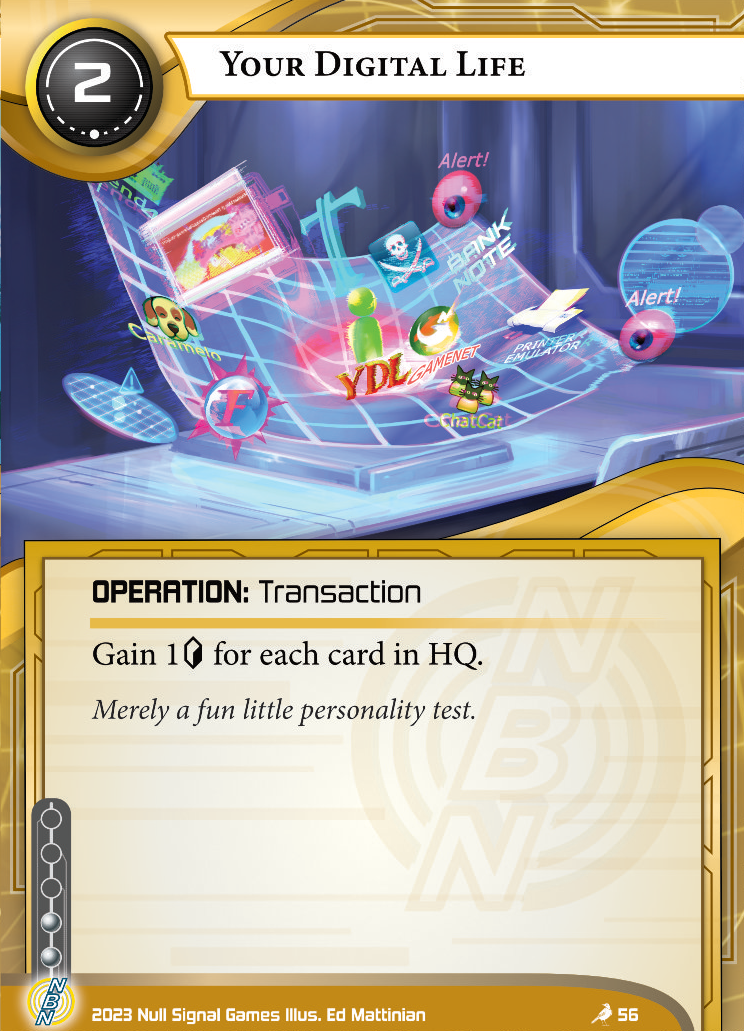 2
Your Digital Life
Alert!
BANK
NOTE
Alert!
Caramelo
PRINTER
EMULATOR
YDL
GAMENET
F
ChatCat
OPERATION: Transaction
Gain 1 for each card in HQ.
Merely a fun little personality test.
NBN
NBN
2023 Null Signal Games Illus. Ed Mattinian
56